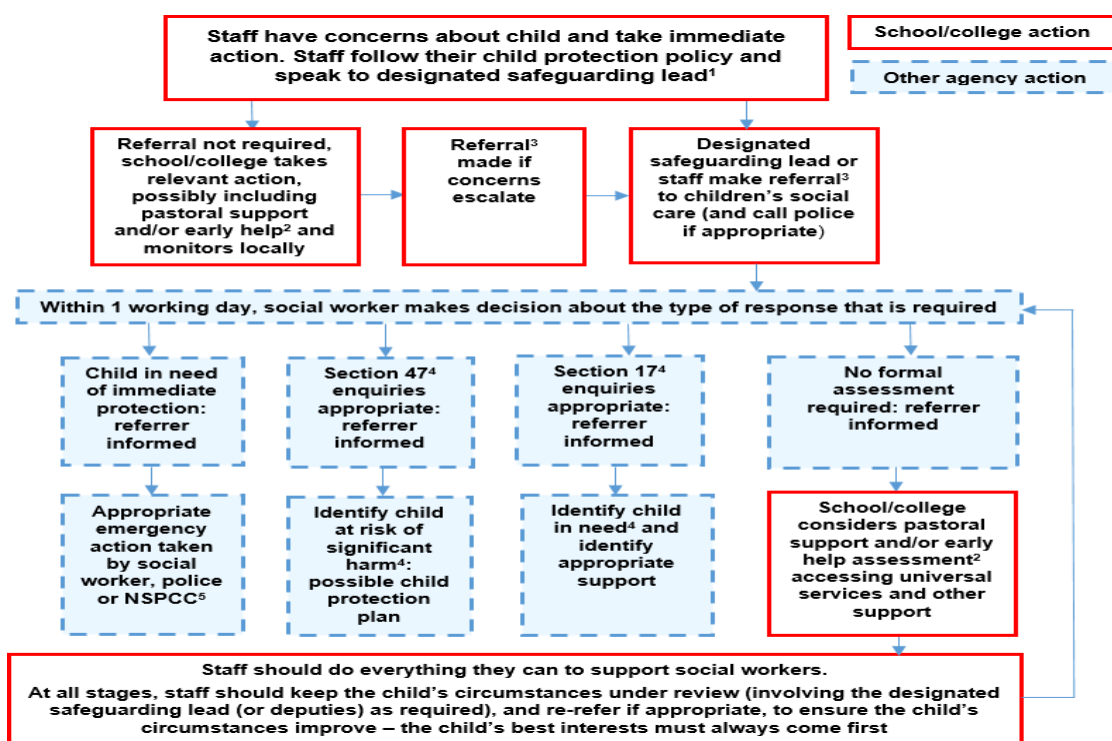 Staff have concerns about child and take immediate
action. Staff follow their child protection policy and
speak to designated safeguarding lead¹
School/college action
Other agency action
Referral not required,
school/college takes
relevant action,
possibly including
pastoral support
and/or early help² and
monitors locally
Referral³
made if
concerns
escalate
Designated
safeguarding lead or
staff make referral³
to children’s social
care (and call police
if appropriate)
Within 1 working day, social worker makes decision about the type of response that is required
Child in need
of immediate
protection:
referrer
informed
Section 47⁴
enquiries
appropriate:
referrer
informed
Section 17⁴
enquiries
appropriate:
referrer
informed
No formal
assessment
required: referrer
informed
Appropriate
emergency
action taken
by social
worker, police
or NSPCC⁵
Identify child
at risk of
significant
harm⁴:
possible child
protection
plan
Identify child
in need⁴ and
identify
appropriate
support
School/college
considers pastoral
support and/or early
help assessment²
accessing universal
services and other
support
Staff should do everything they can to support social workers.
At all stages, staff should keep the child’s circumstances under review (involving the designated
safeguarding lead (or deputies) as required), and re-refer if appropriate, to ensure the child’s
circumstances improve – the child’s best interests must always come first